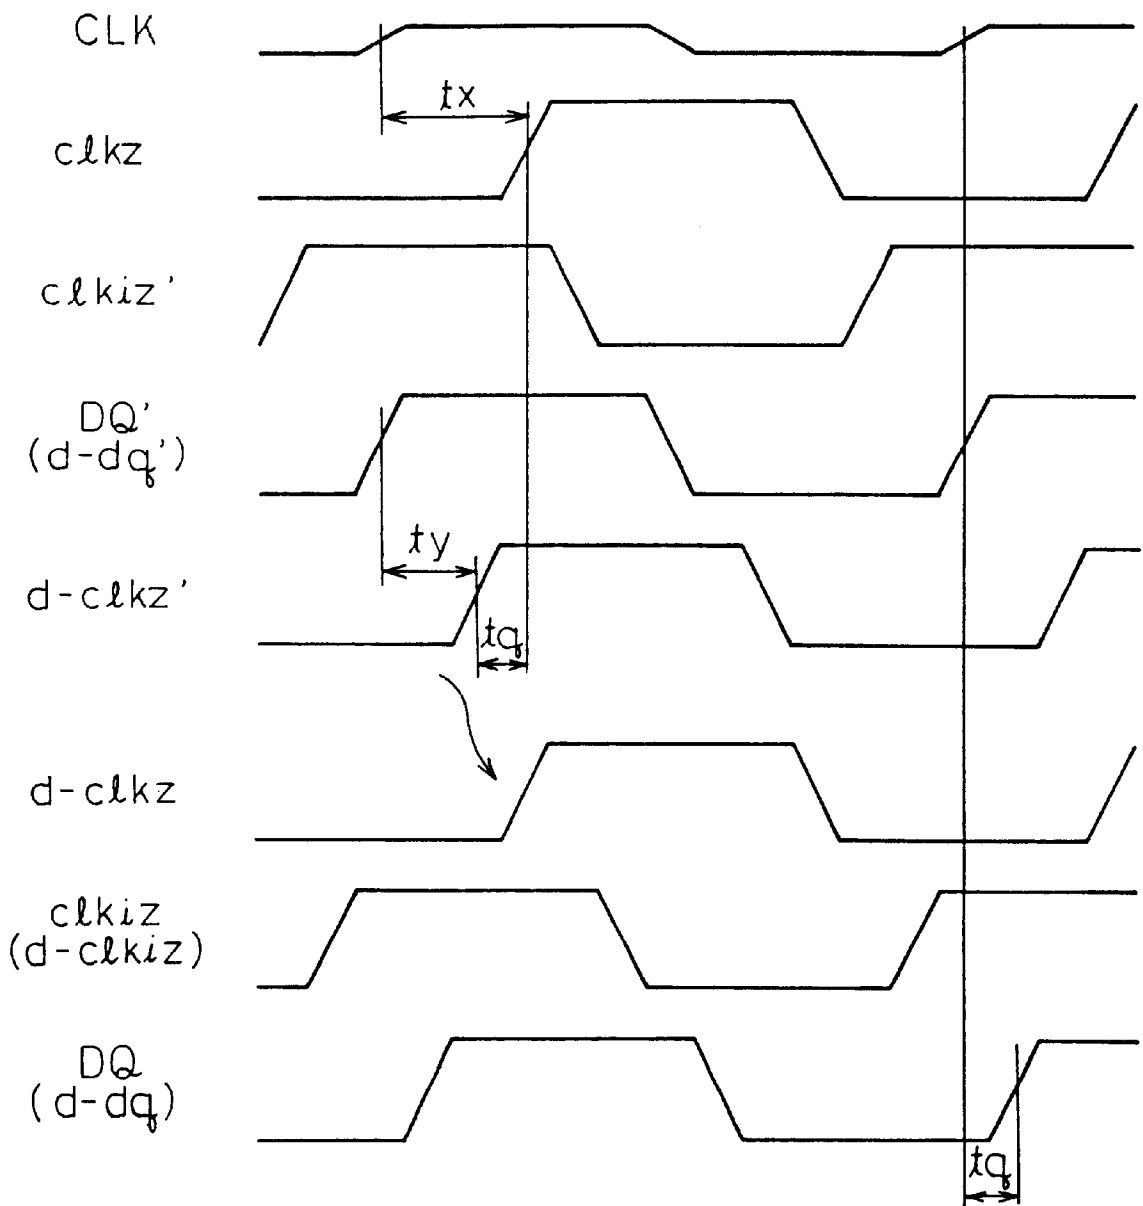 CLK
tx
clkz
clkiz'
DQ'
(d-dq')
ty
d-clkz'
tq
d-clkz
clkiz
(d-clkiz)
DQ
(d-dq)
tq